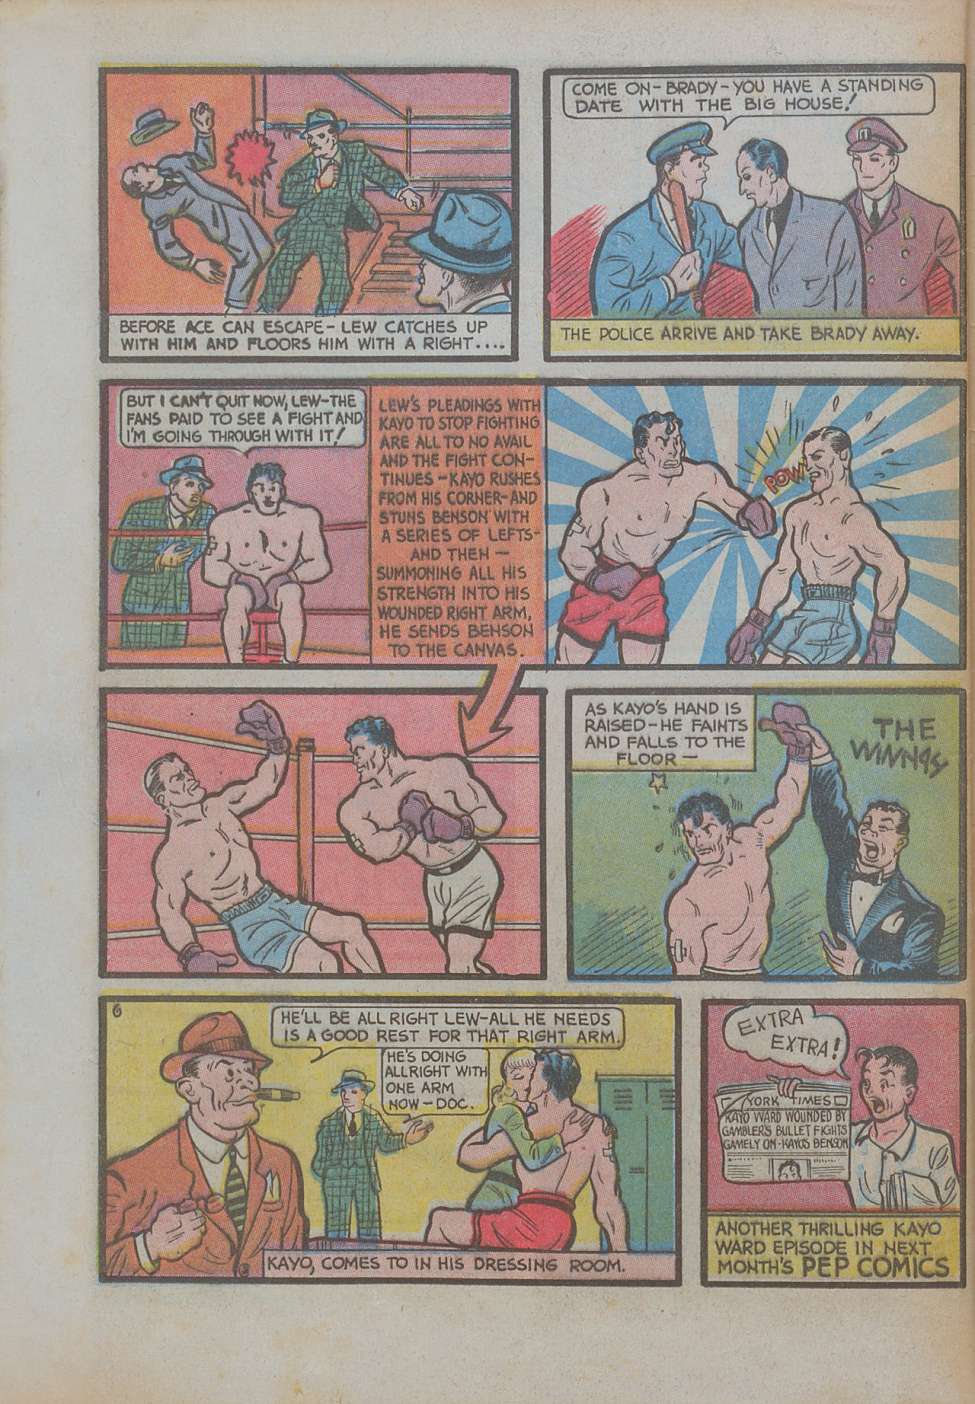 BEFORE ACE CAN ESCAPE - LEW CATCHES UP
WITH HIM AND FLOORS HIM WITH A RIGHT....
COME ON - BRADY - YOU HAVE A STANDING
DATE WITH THE BIG HOUSE!
THE POLICE ARRIVE AND TAKE BRADY AWAY.
BUT I CAN'T QUIT NOW, LEW-THE
FANS PAID TO SEE A FIGHT AND
I'M GOING THROUGH WITH IT!
LEW'S PLEADINGS WITH
KAYO TO STOP FIGHTING
ARE ALL TO NO AVAIL
AND THE FIGHT CON-
TINUES - KAYO RUSHES
FROM HIS CORNER-AND
STUNS BENSON WITH
A SERIES OF LEFTS-
AND THEN -
SUMMONING ALL HIS
STRENGTH INTO HIS
WOUNDED RIGHT ARM,
HE SENDS BENSON
TO THE CANVAS.
POW
AS KAYO'S HAND IS
RAISED - HE FAINTS
AND FALLS TO THE
FLOOR -
THE
WINNAH
6
HE'LL BE ALL RIGHT LEW-ALL HE NEEDS
IS A GOOD REST FOR THAT RIGHT ARM.
HE'S DOING
ALLRIGHT WITH
ONE ARM
NOW - DOC.
KAYO, COMES TO IN HIS DRESSING ROOM.
EXTRA
EXTRA!
YORK TIMES
KAYO WARD WOUNDED BY
GAMBLER'S BULLET FIGHTS
GAMELY ON - KAYOS BENSON
ANOTHER THRILLING KAYO
WARD EPISODE IN NEXT
MONTH'S PEP COMICS